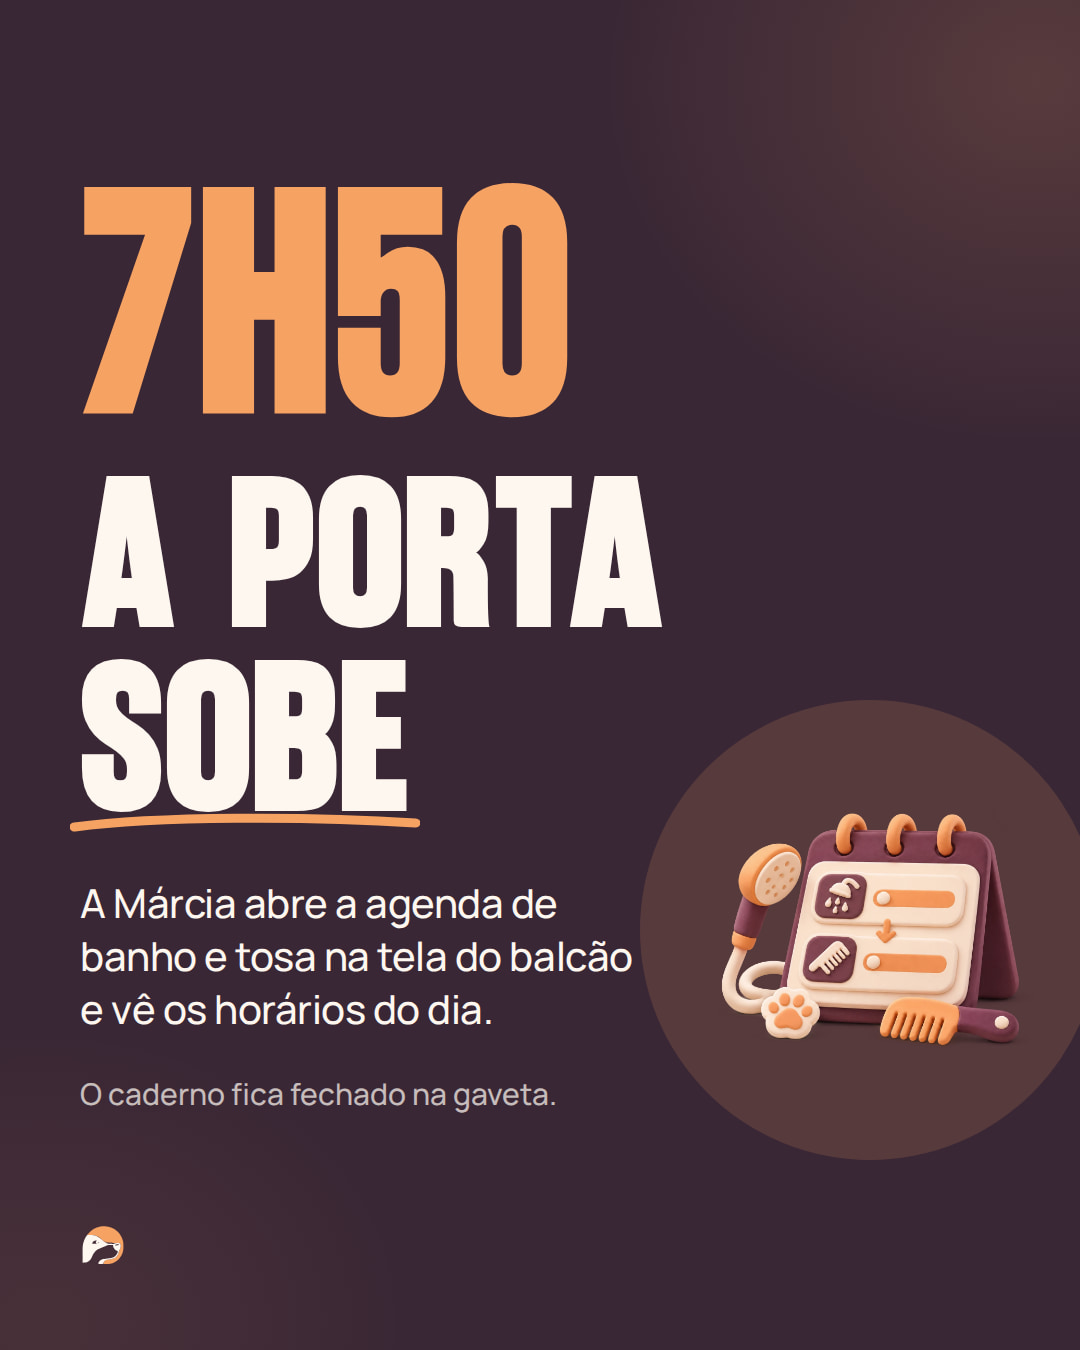 7H50
A PORTA
SOBE
A Márcia abre a agenda de
banho e tosa na tela do balcão
e vê os horários do dia.
O caderno fica fechado na gaveta.